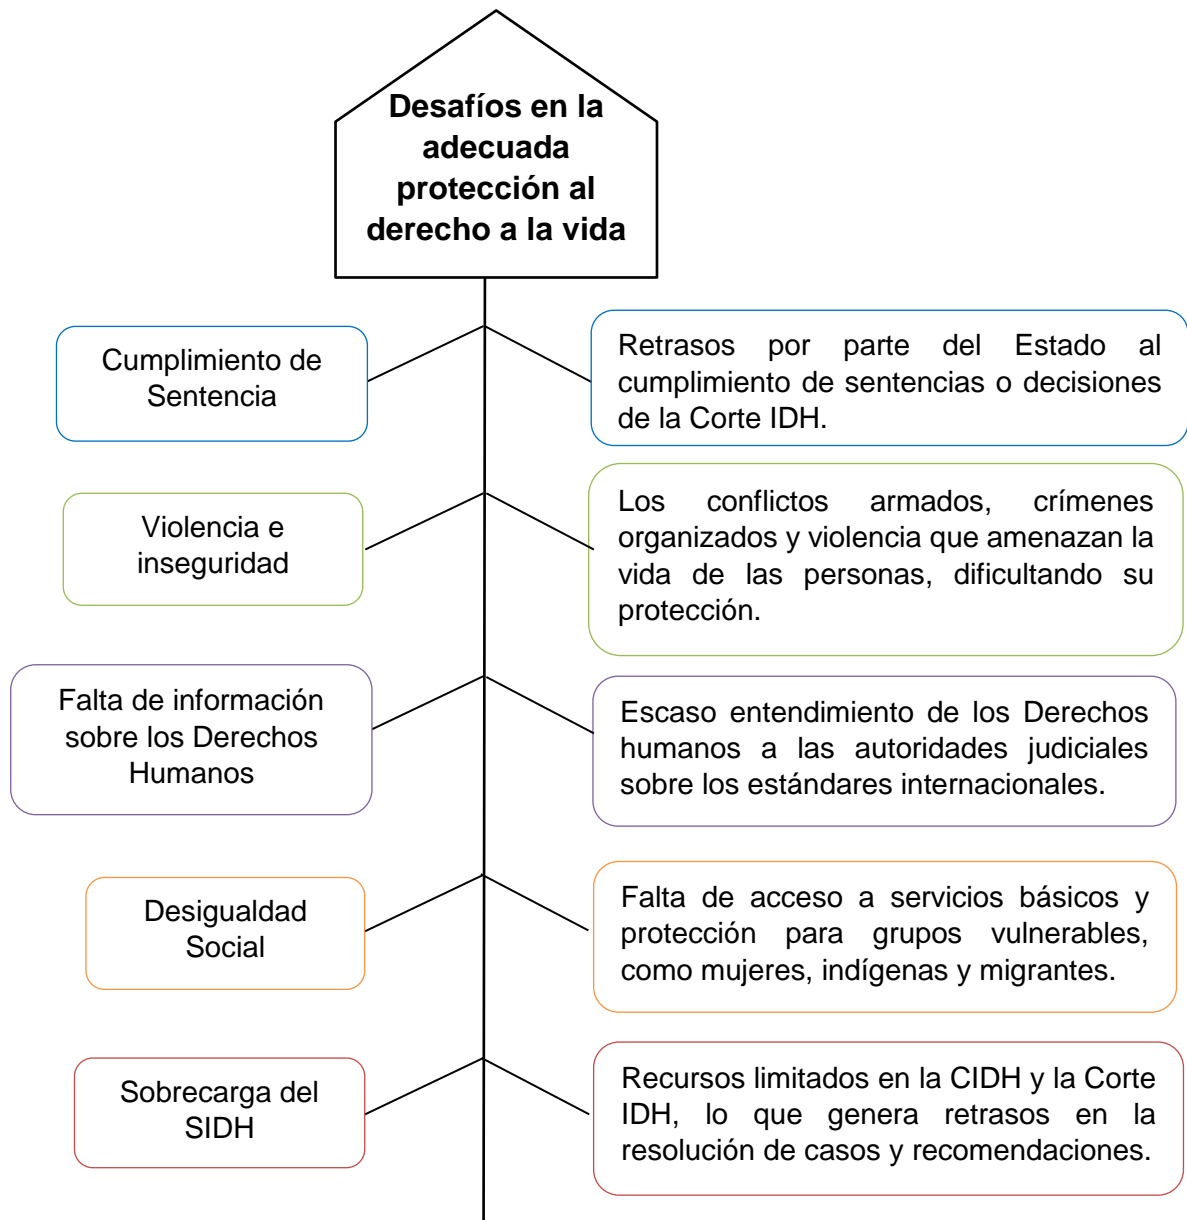 Desafíos en la
adecuada
protección al
derecho a la vida
Cumplimiento de
Sentencia
Retrasos por parte del Estado al
cumplimiento de sentencias o decisiones
de la Corte IDH.
Violencia e
inseguridad
Los conflictos armados, crímenes
organizados y violencia que amenazan la
vida de las personas, dificultando su
protección.
Falta de información
sobre los Derechos
Humanos
Escaso entendimiento de los Derechos
humanos a las autoridades judiciales
sobre los estándares internacionales.
Desigualdad
Social
Falta de acceso a servicios básicos y
protección para grupos vulnerables,
como mujeres, indígenas y migrantes.
Sobrecarga del
SIDH
Recursos limitados en la CIDH y la Corte
IDH, lo que genera retrasos en la
resolución de casos y recomendaciones.